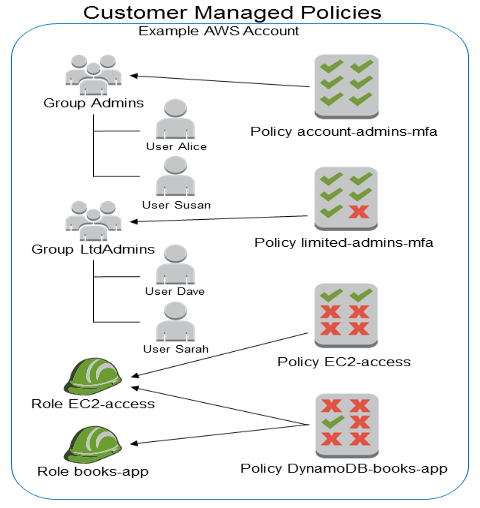 Customer Managed Policies
Example AWS Account
Group Admins
Policy account-admins-mfa
User Alice
User Susan
Group LtdAdmins
Policy limited-admins-mfa
User Dave
User Sarah
Policy EC2-access
Role EC2-access
Role books-app
Policy DynamoDB-books-app